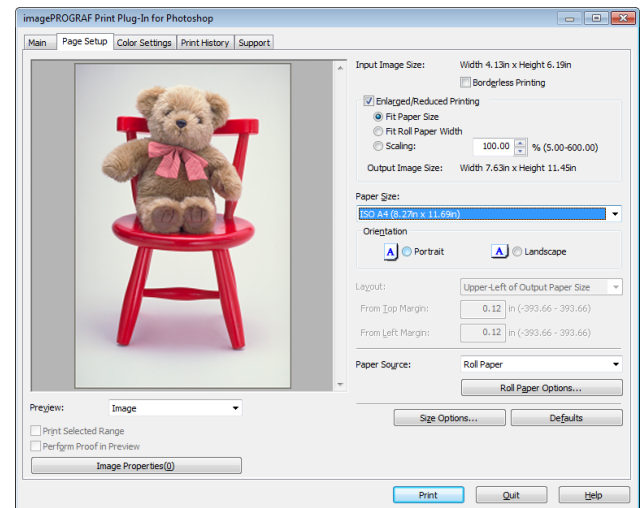 imagePROGRAF Print Plug-In for Photoshop
Main Page Setup Color Settings Print History Support
Input Image Size: Width 4.13in x Height 6.19in
Borderless Printing
Enlarged/Reduced Printing
Fit Paper Size
Fit Roll Paper Width
Scaling: 100.00 % (5.00-600.00)
Output Image Size: Width 7.63in x Height 11.45in
Paper Size:
ISO A4 (8.27in x 11.69in)
Orientation
A Portrait A Landscape
Layout: Upper-Left of Output Paper Size
From Top Margin: 0.12 in (-393.66 - 393.66)
From Left Margin: 0.12 in (-393.66 - 393.66)
Paper Source: Roll Paper
Roll Paper Options...
Size Options... Defaults
Preview: Image
Print Selected Range
Perform Proof in Preview
Image Properties(0)
Print Quit Help